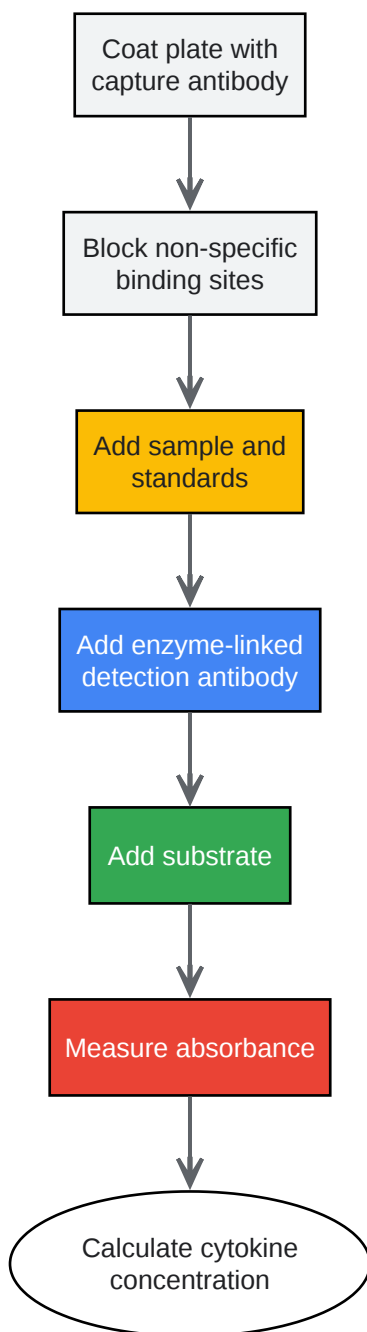 Coat plate with
capture antibody
Block non-specific
binding sites
Add sample and
standards
Add enzyme-linked
detection antibody
Add substrate
Measure absorbance
Calculate cytokine
concentration